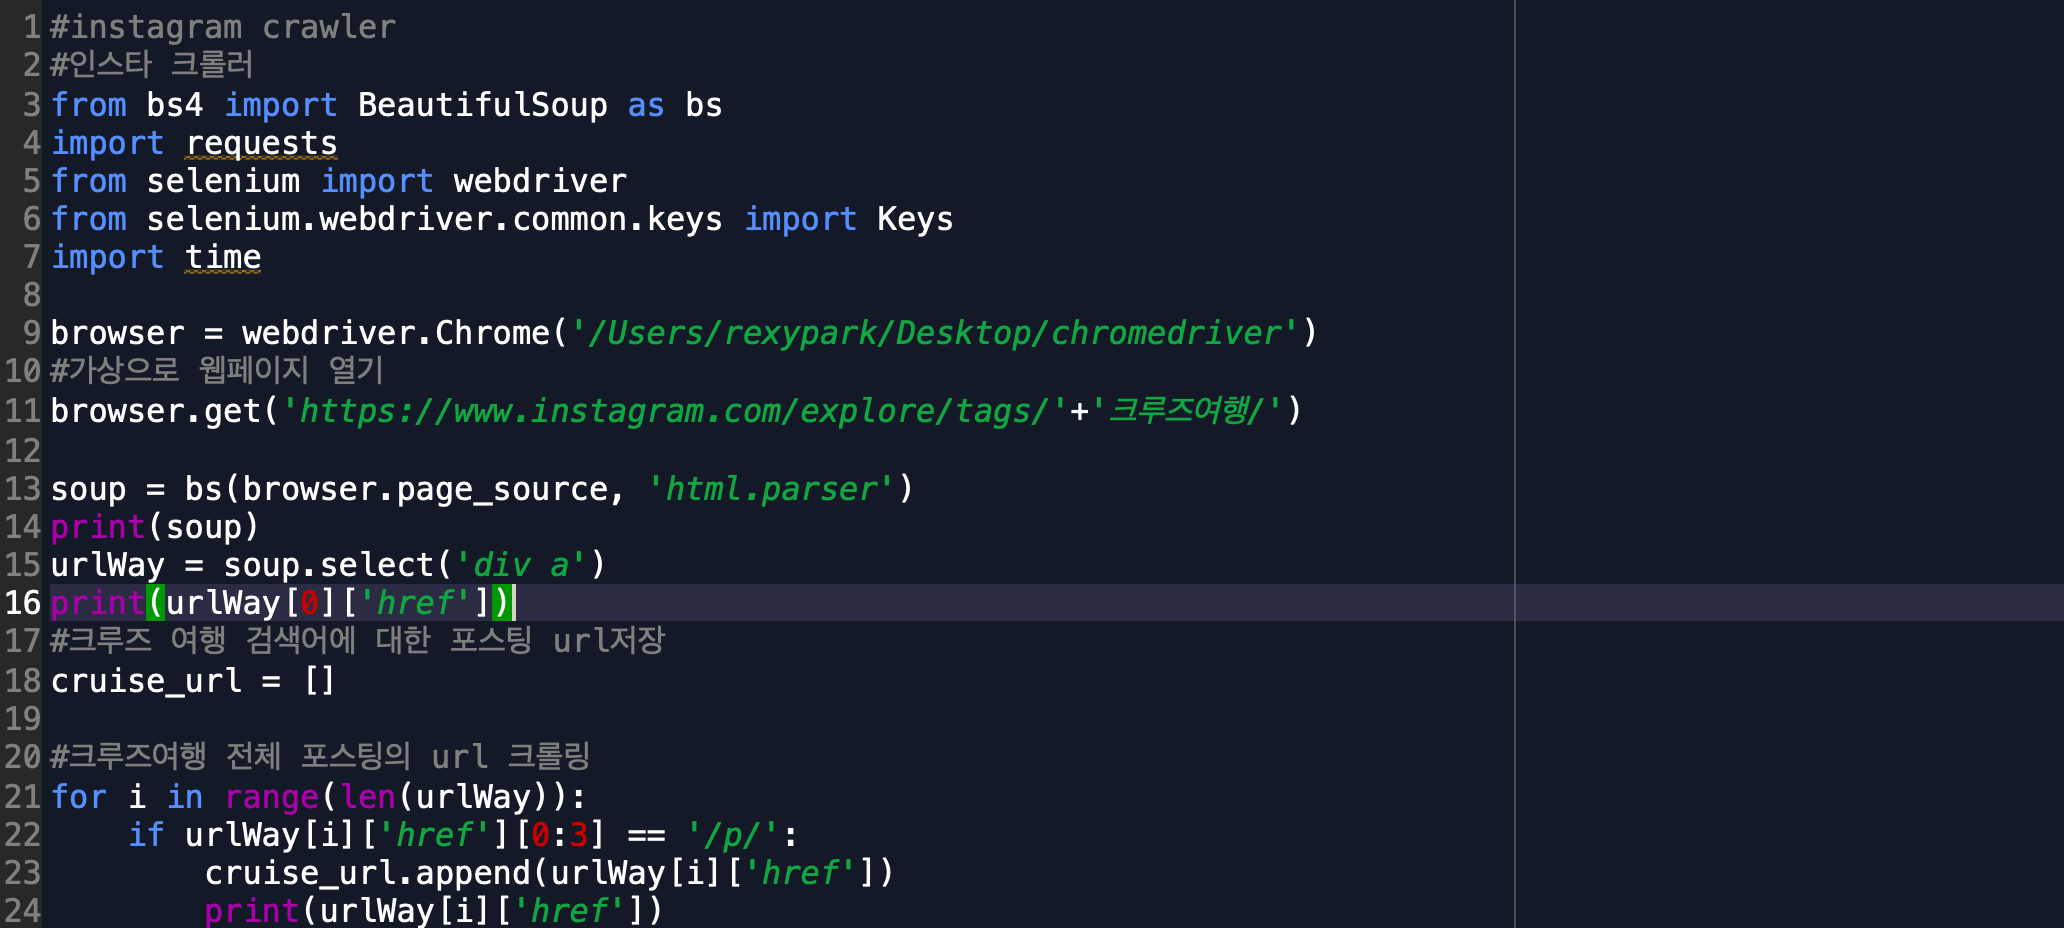 1 #instagram crawler
2 #인스타 크롤러
3 from bs4 import BeautifulSoup as bs
4 import requests
5 from selenium import webdriver
6 from selenium.webdriver.common.keys import Keys
7 import time
8
9 browser = webdriver.Chrome('/Users/rexypark/Desktop/chromedriver')
10 #가상으로 웹페이지 열기
11 browser.get('https://www.instagram.com/explore/tags/'+'크루즈여행/')
12
13 soup = bs(browser.page_source, 'html.parser')
14 print(soup)
15 urlWay = soup.select('div a')
16 print(urlWay[0]['href'])
17 #크루즈 여행 검색어에 대한 포스팅 url저장
18 cruise_url = []
19
20 #크루즈여행 전체 포스팅의 url 크롤링
21 for i in range(len(urlWay)):
22     if urlWay[i]['href'][0:3] == '/p/':
23         cruise_url.append(urlWay[i]['href'])
24         print(urlWay[i]['href'])